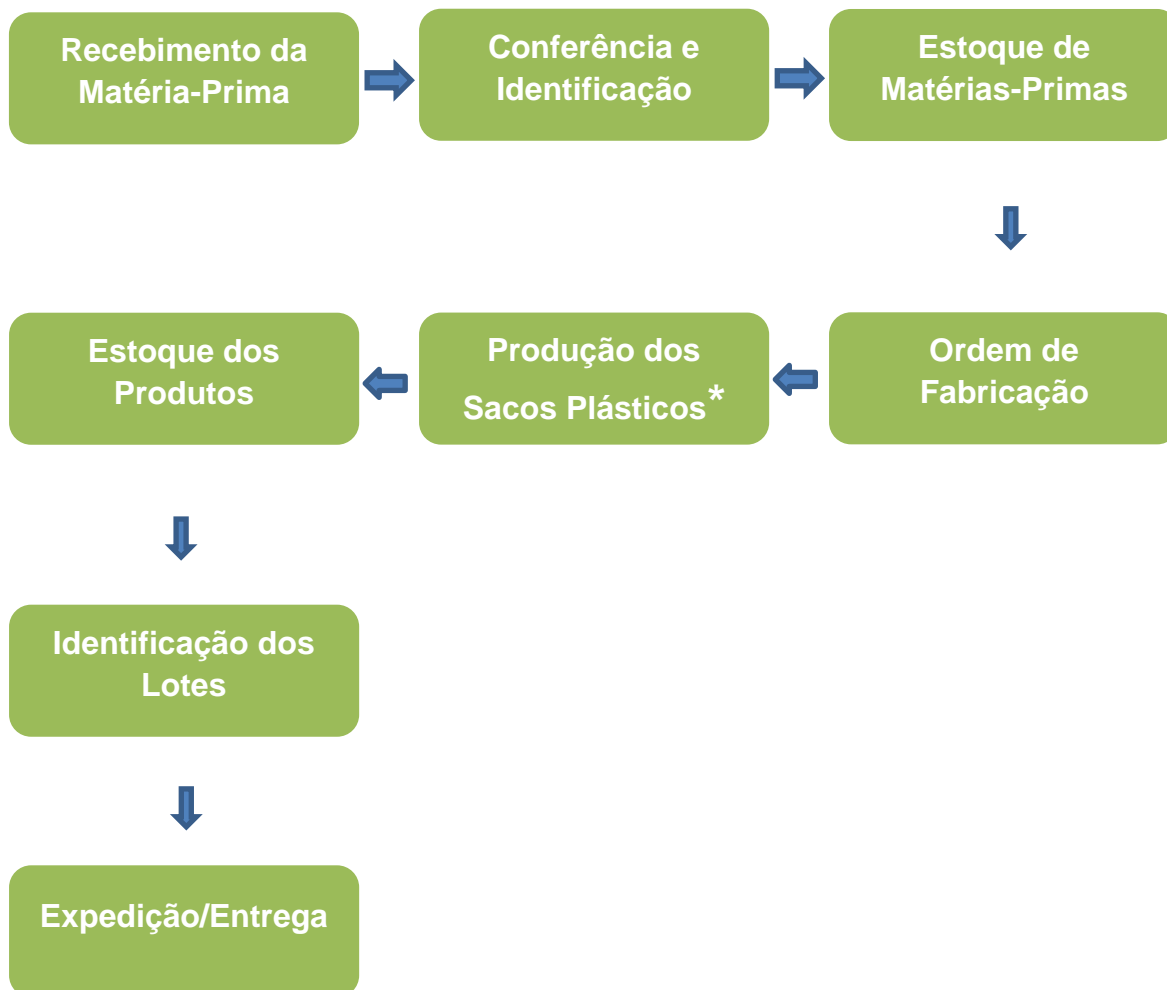 Recebimento da
Matéria-Prima
Conferência e
Identificação
Estoque de
Matérias-Primas
Ordem de
Fabricação
Produção dos
Sacos Plásticos*
Estoque dos
Produtos
Identificação dos
Lotes
Expedição/Entrega